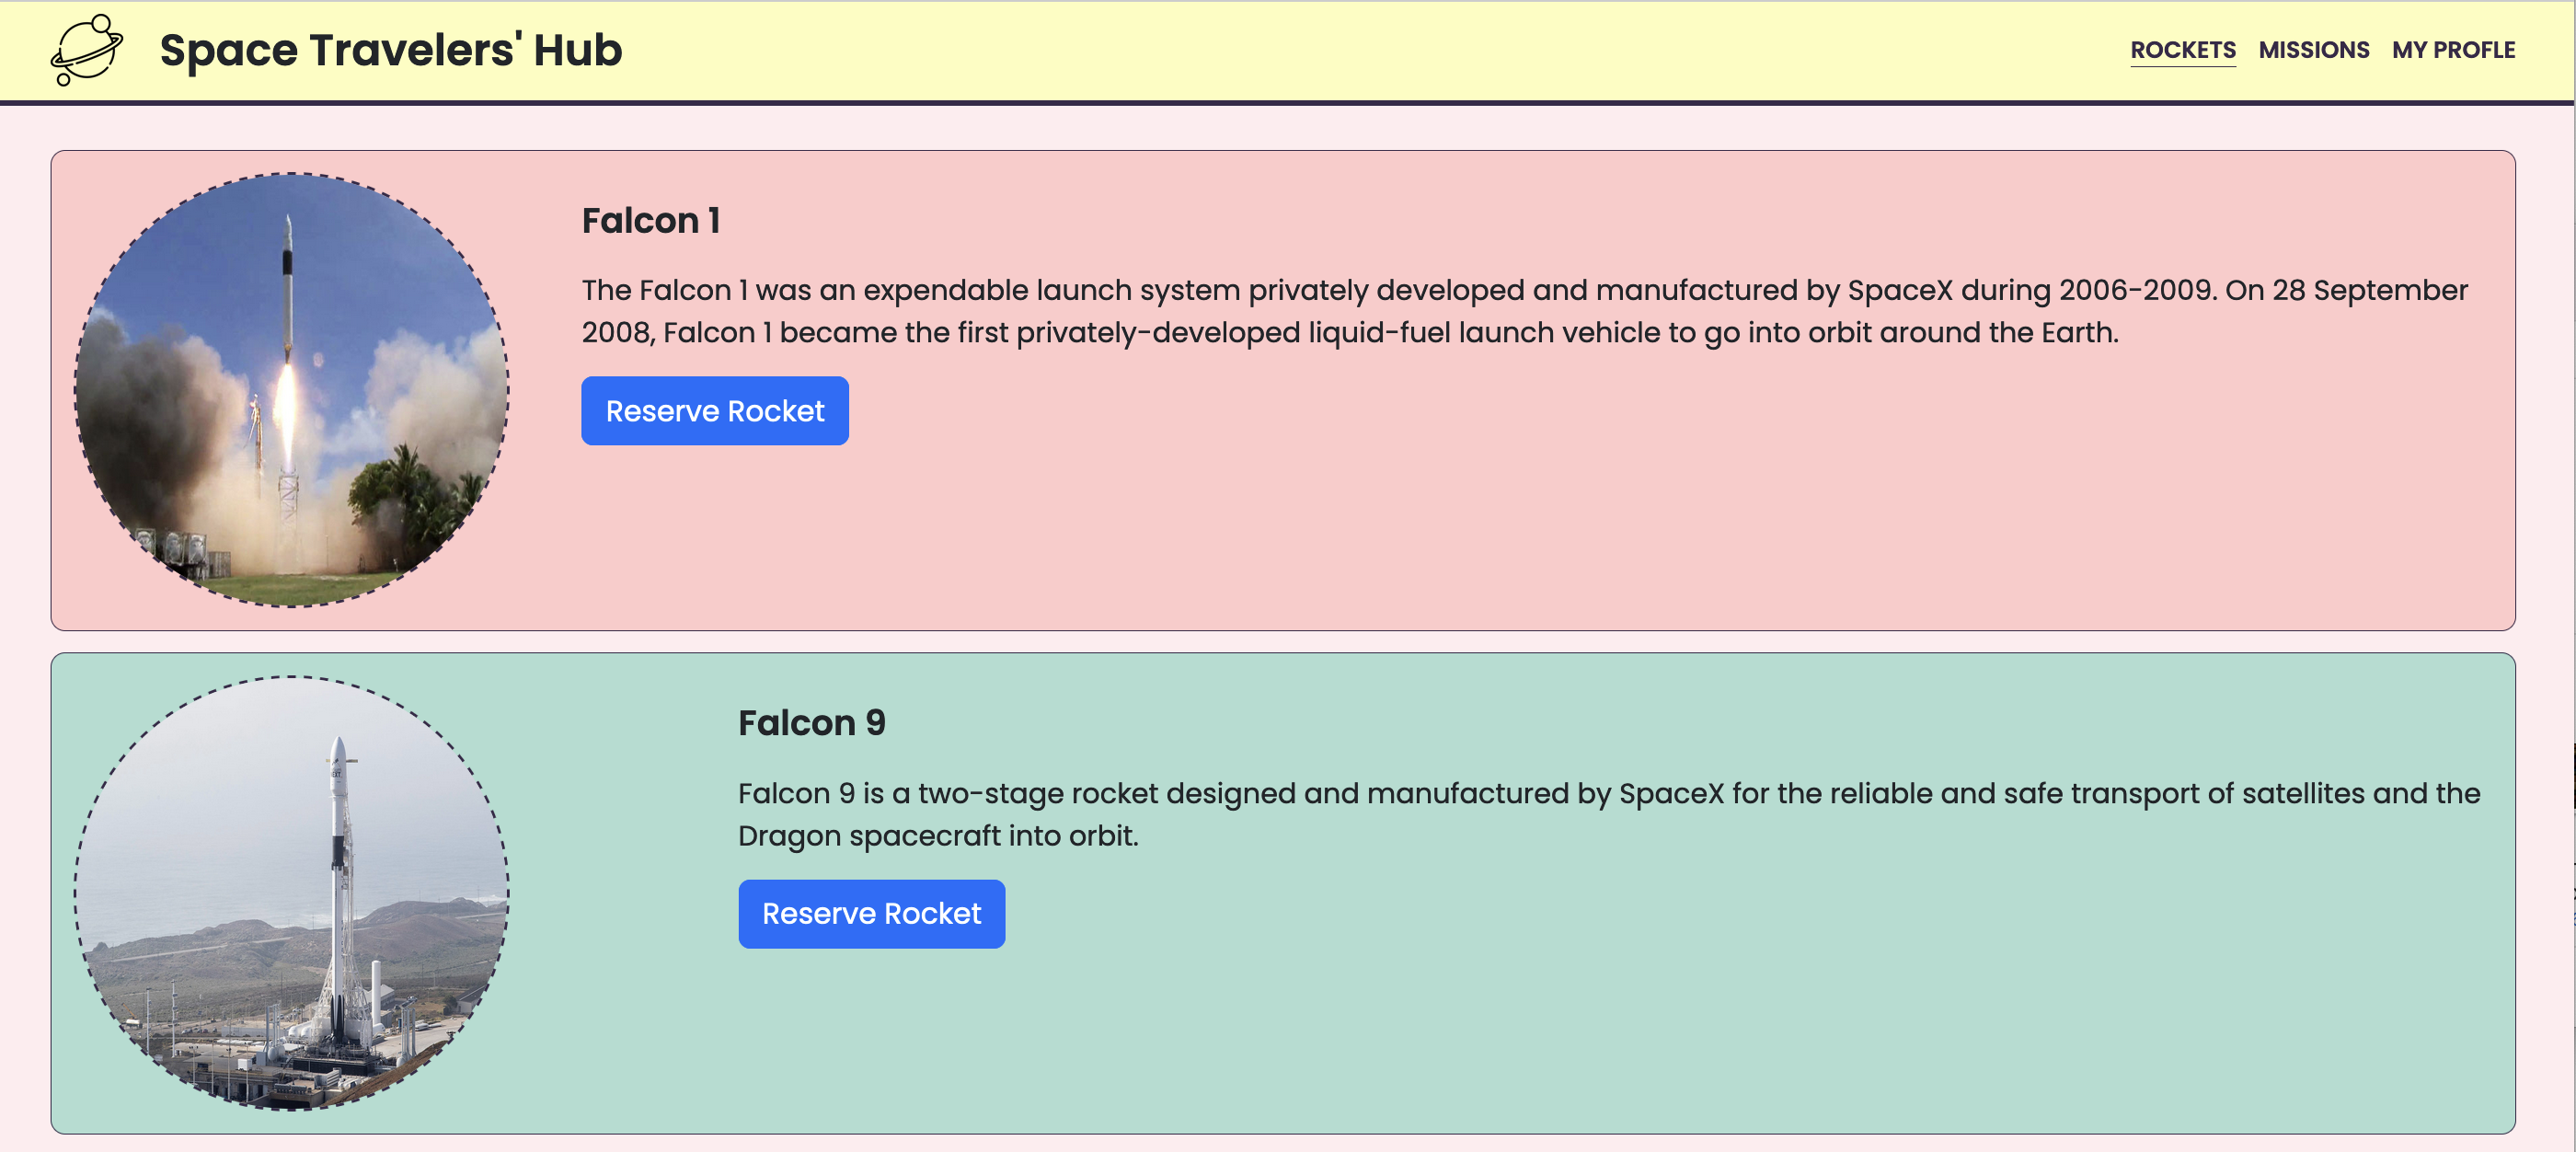 Space Travelers' Hub
ROCKETS MISSIONS MY PROFLE
Falcon 1
The Falcon 1 was an expendable launch system privately developed and manufactured by SpaceX during 2006-2009. On 28 September
2008, Falcon 1 became the first privately-developed liquid-fuel launch vehicle to go into orbit around the Earth.
Reserve Rocket
Falcon 9
Falcon 9 is a two-stage rocket designed and manufactured by SpaceX for the reliable and safe transport of satellites and the
Dragon spacecraft into orbit.
Reserve Rocket